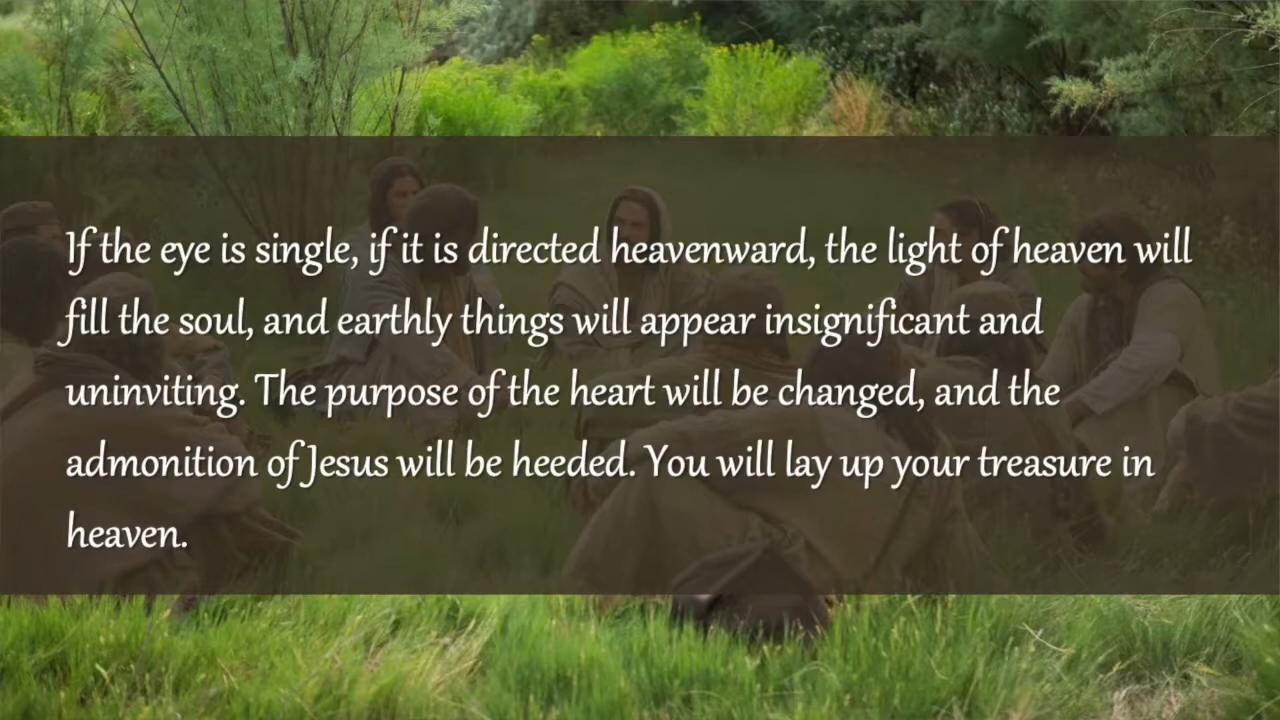 If the eye is single, if it is directed heavenward, the light of heaven will
fill the soul, and earthly things will appear insignificant and
uninviting. The purpose of the heart will be changed, and the
admonition of Jesus will be heeded. You will lay up your treasure in
heaven.